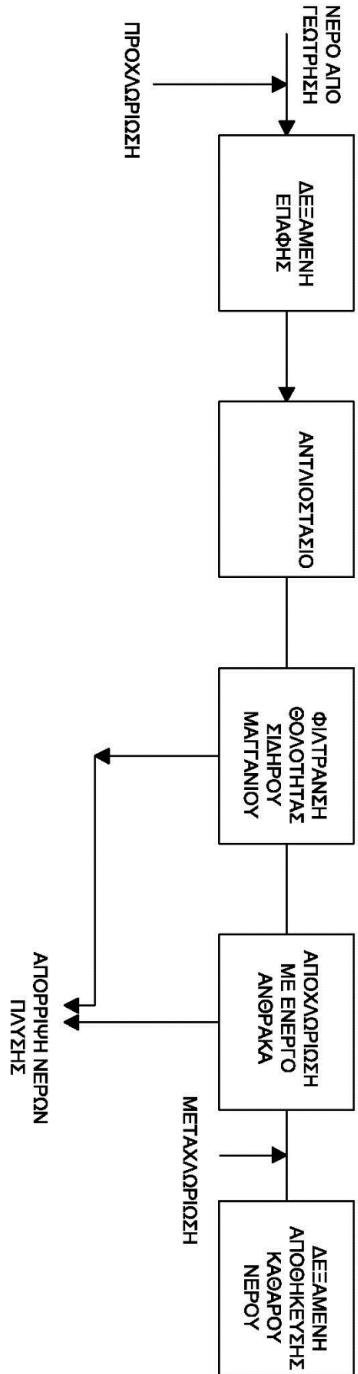 ΝΕΡΟ ΑΠΟ
ΓΕΩΤΡΗΣΗ
ΠΡΟΧΛΩΡΙΩΣΗ
ΔΕΞΑΜΕΝΗ
ΕΠΑΦΗΣ
ΑΝΤΛΙΟΣΤΑΣΙΟ
ΦΙΛΤΡΑΝΣΗ
ΘΟΛΟΤΗΤΑΣ
ΣΙΔΗΡΟΥ
ΜΑΓΓΑΝΙΟΥ
ΑΠΟΧΛΩΡΙΩΣΗ
ΜΕ ΕΝΕΡΓΟ
ΑΝΘΡΑΚΑ
ΑΠΟΡΡΙΨΗ ΝΕΡΩΝ
ΠΛΥΣΗΣ
ΜΕΤΑΧΛΩΡΙΩΣΗ
ΔΕΞΑΜΕΝΗ
ΑΠΟΘΗΚΕΥΣΗΣ
ΚΑΘΑΡΟΥ
ΝΕΡΟΥ